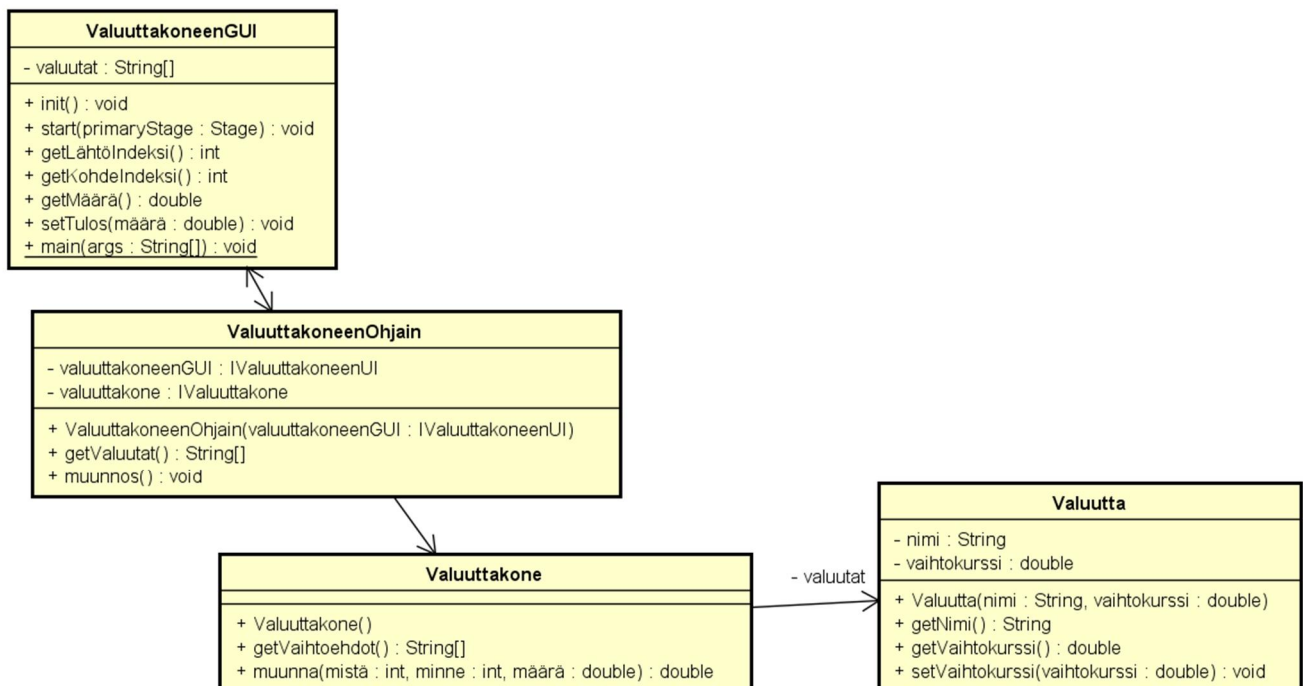 ValuuttakoneenGUI
- valuutat : String[]
+ init() : void
+ start(primaryStage : Stage) : void
+ getLähtöIndeksi() : int
+ getKohdeIndeksi() : int
+ getMäärä() : double
+ setTulos(määrä : double) : void
+ main(args : String[]) : void
ValuuttakoneenOhjain
- valuuttakoneenGUI : IValuuttakoneenUI
- valuuttakone : IValuuttakone
+ ValuuttakoneenOhjain(valuuttakoneenGUI : IValuuttakoneenUI)
+ getValuutat() : String[]
+ muunnos() : void
Valuuttakone
+ Valuuttakone()
+ getVaihtoehdot() : String[]
+ muunna(mistä : int, minne : int, määrä : double) : double
- valuutat
Valuutta
- nimi : String
- vaihtokurssi : double
+ Valuutta(nimi : String, vaihtokurssi : double)
+ getNimi() : String
+ getVaihtokurssi() : double
+ setVaihtokurssi(vaihtokurssi : double) : void